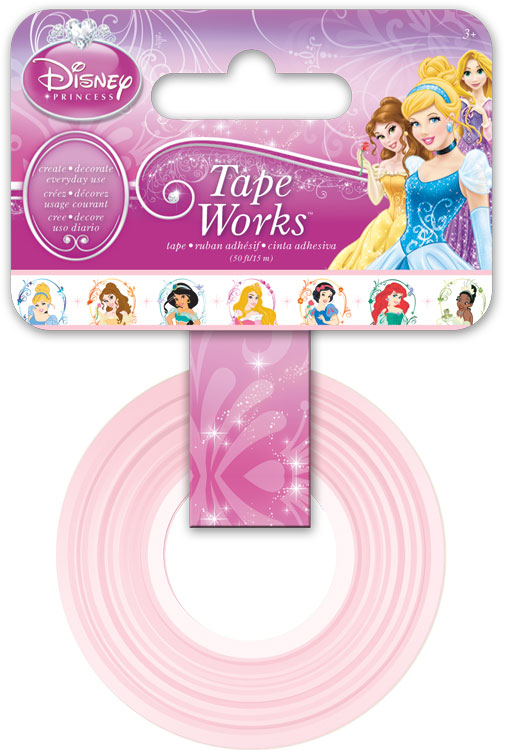 3+
Disney
• PRINCESS •
create • decorate
everyday use
créez • décorez
usage courant
cree • decore
uso diario
Tape
Works™
tape • ruban adhésif • cinta adhesiva
(50 ft/15 m)